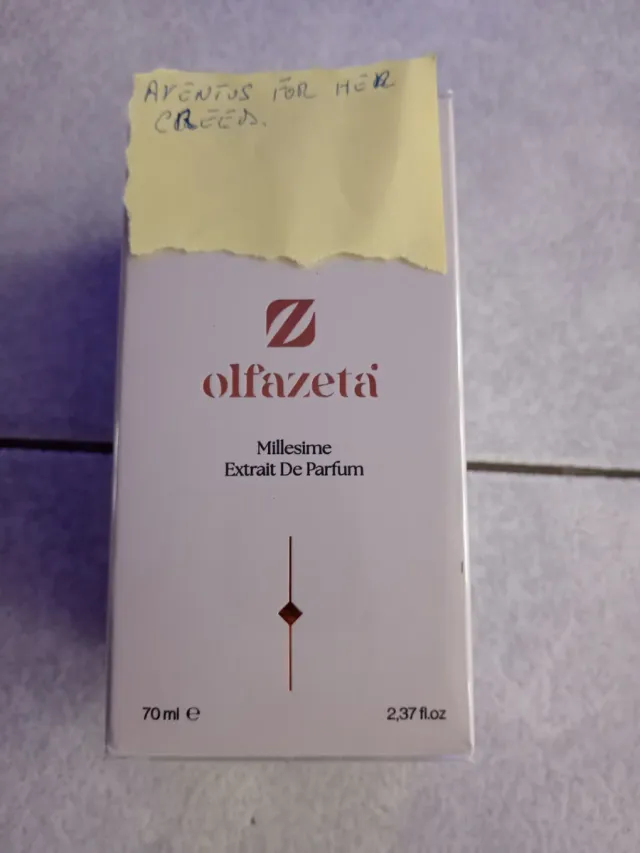 AVENTUS FOR HER
CREED.
olfazeta
Millesime
Extrait De Parfum
70 ml ℮
2,37 fl.oz